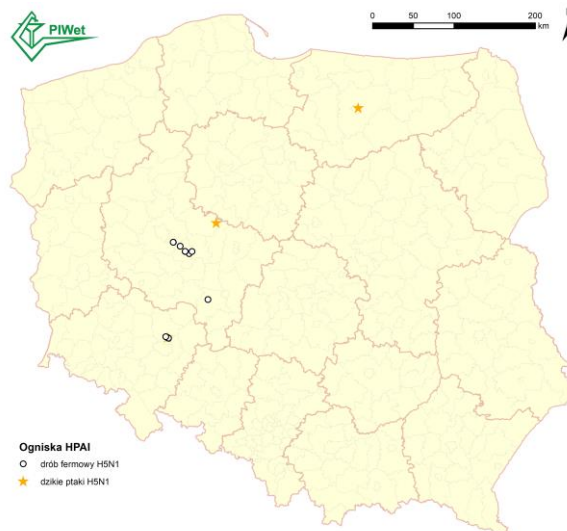 PIWet
0 50 100 200
km
Ogniska HPAI
drób fermowy H5N1
dzikie ptaki H5N1